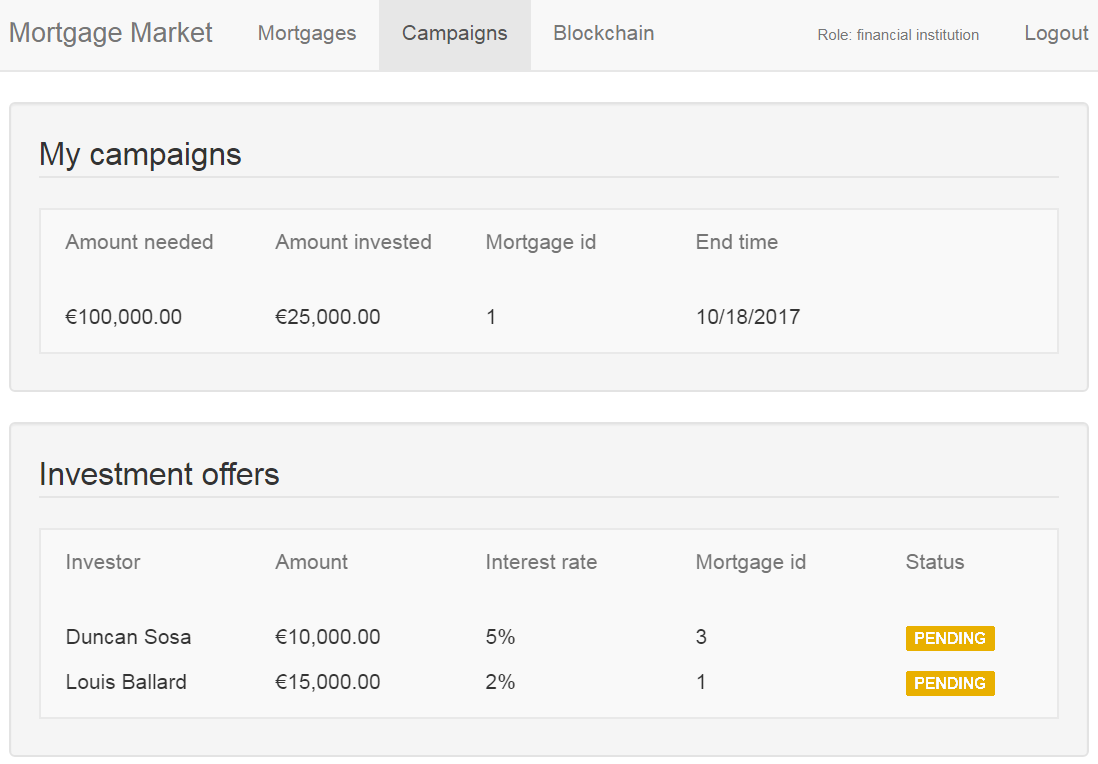 Mortgage Market Mortgages Campaigns Blockchain Role: financial institution Logout
My campaigns
Amount needed Amount invested Mortgage id End time
€100,000.00 €25,000.00 1 10/18/2017
Investment offers
Investor Amount Interest rate Mortgage id Status
Duncan Sosa €10,000.00 5% 3 PENDING
Louis Ballard €15,000.00 2% 1 PENDING